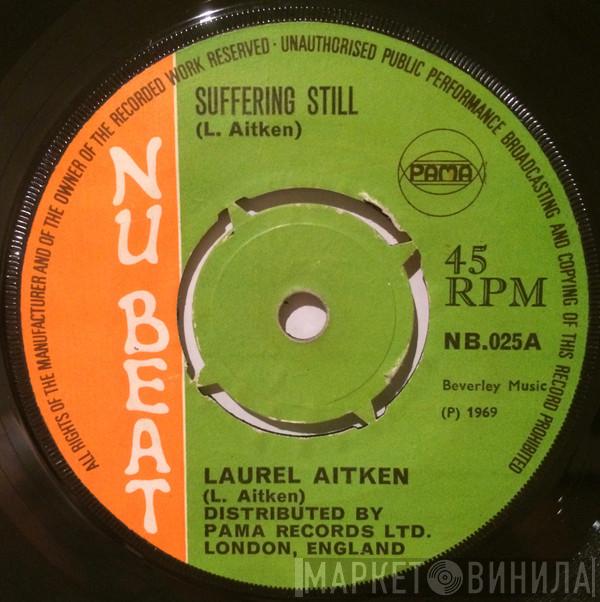 ALL RIGHTS OF THE MANUFACTURER AND OF THE OWNER OF THE RECORDED WORK RESERVED · UNAUTHORISED PUBLIC PERFORMANCE BROADCASTING AND COPYING OF THIS RECORD PROHIBITED
NU BEAT
SUFFERING STILL
(L. Aitken)
PAMA
45
RPM
NB.025A
Beverley Music
(P) 1969
LAUREL AITKEN
(L. Aitken)
DISTRIBUTED BY
PAMA RECORDS LTD.
LONDON, ENGLAND
МАРКЕТ ВИНИЛА